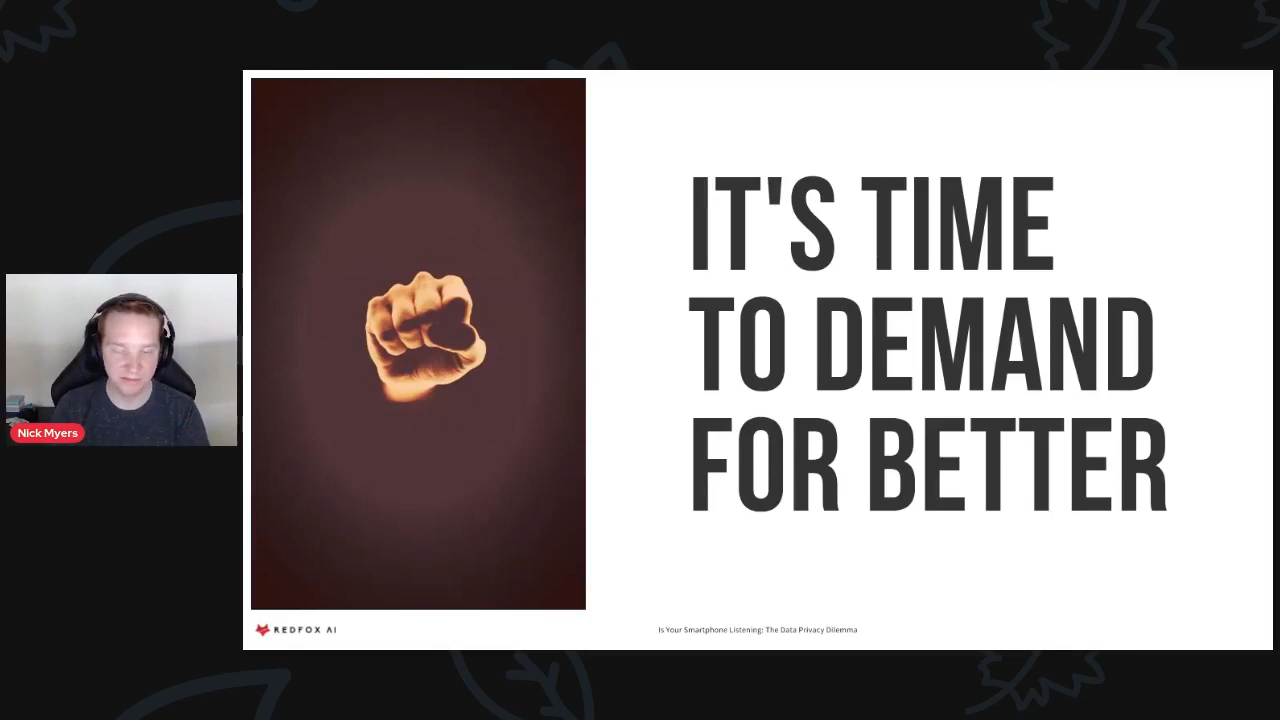 IT'S TIME
TO DEMAND
FOR BETTER
Nick Myers
REDFOX AI
Is Your Smartphone Listening: The Data Privacy Dilemma